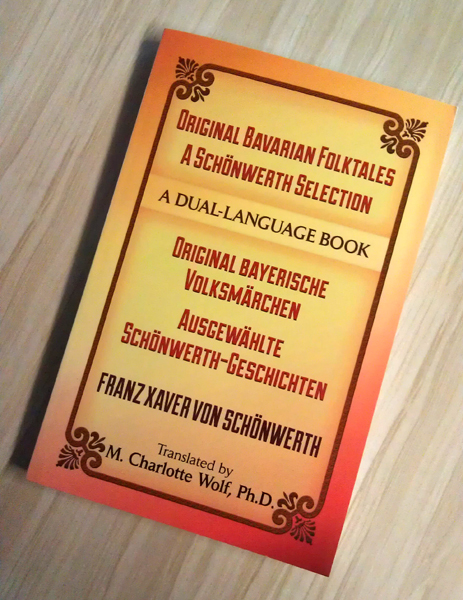 ORIGINAL BAVARIAN FOLKTALES
A SCHÖNWERTH SELECTION
A DUAL-LANGUAGE BOOK
ORIGINAL BAYERISCHE
VOLKSMÄRCHEN
AUSGEWÄHLTE
SCHÖNWERTH-GESCHICHTEN
FRANZ XAVER VON SCHÖNWERTH
Translated by
M. Charlotte Wolf, Ph.D.